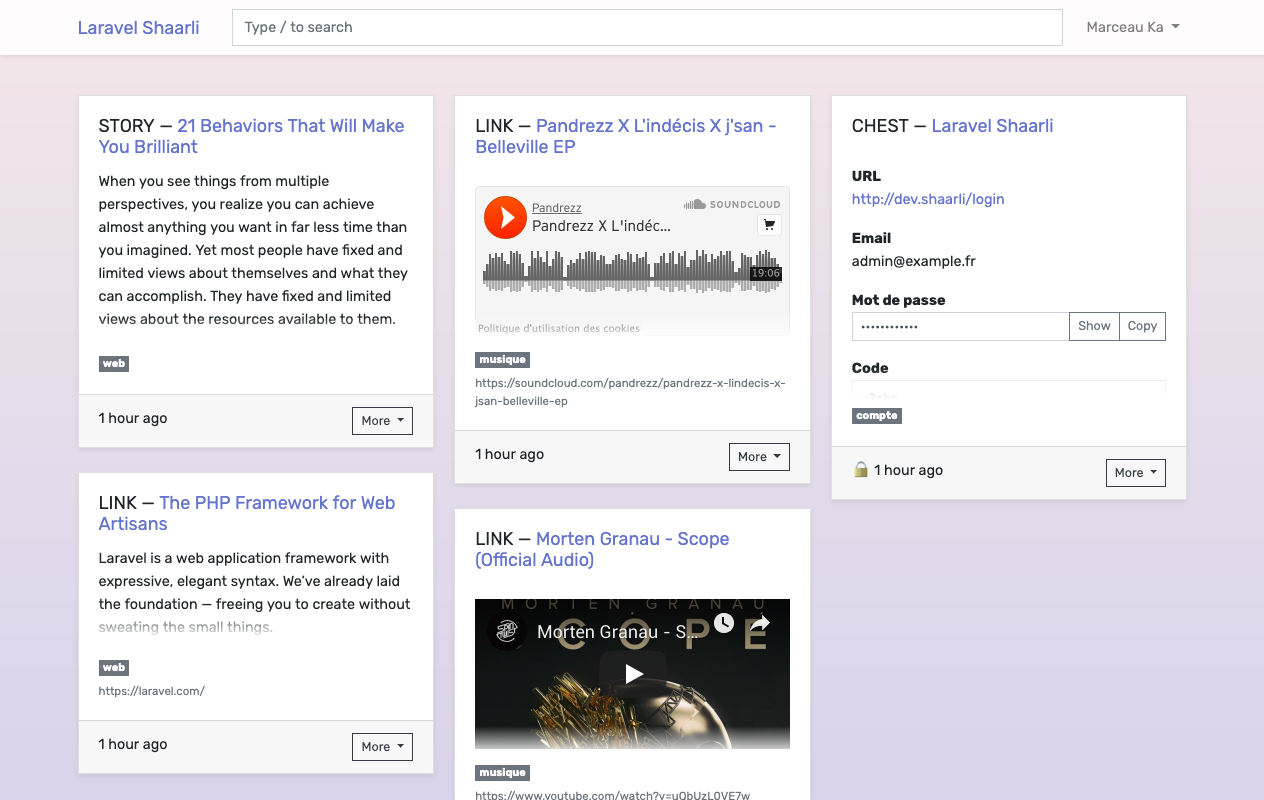 Laravel Shaarli
Type / to search
Marceau Ka
STORY — 21 Behaviors That Will Make
You Brilliant
When you see things from multiple
perspectives, you realize you can achieve
almost anything you want in far less time than
you imagined. Yet most people have fixed and
limited views about themselves and what they
can accomplish. They have fixed and limited
views about the resources available to them.
web
1 hour ago
More
LINK — The PHP Framework for Web
Artisans
Laravel is a web application framework with
expressive, elegant syntax. We’ve already laid
the foundation — freeing you to create without
sweating the small things.
web
https://laravel.com/
1 hour ago
More
LINK — Pandrezz X L'indécis X j'san -
Belleville EP
Pandrezz
SOUNDCLOUD
Pandrezz X L'indéc...
19:06
Politique d'utilisation des cookies
musique
https://soundcloud.com/pandrezz/pandrezz-x-lindecis-x-
jsan-belleville-ep
1 hour ago
More
LINK — Morten Granau - Scope
(Official Audio)
MORTEN GRANAU
Morten Granau - S...
COPE
musique
https://www.youtube.com/watch?v=uQbUzL0VE7w
CHEST — Laravel Shaarli
URL
http://dev.shaarli/login
Email
admin@example.fr
Mot de passe
••••••••••••
Show
Copy
Code
compte
1 hour ago
More